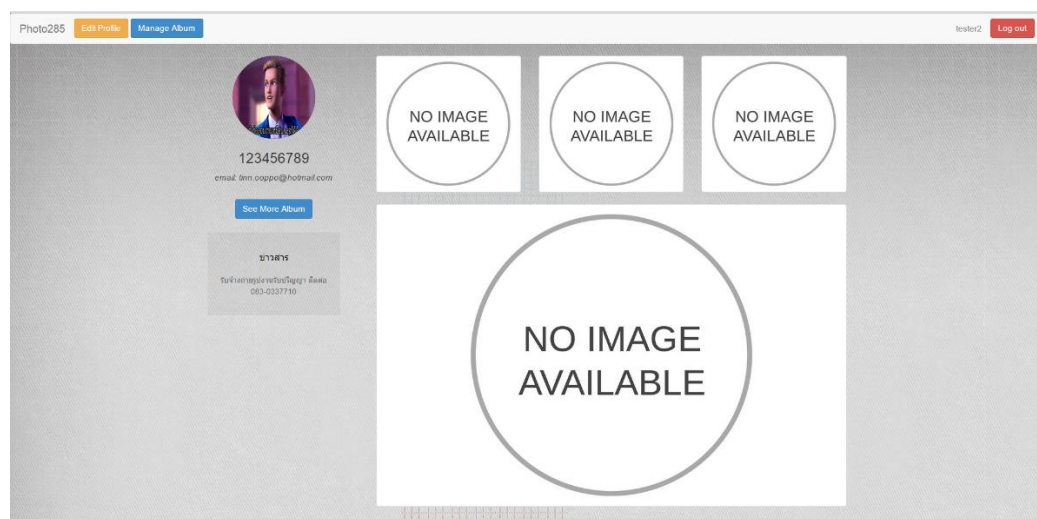 Photo285 Edit Profile Manage Album tester2 Log out
123456789
email: tinn.ooppo@hotmail.com
See More Album
ข่าวสาร
รับจ้างถ่ายรูปงานรับปริญญา ติดต่อ
083-0337710
NO IMAGE
AVAILABLE
NO IMAGE
AVAILABLE
NO IMAGE
AVAILABLE
NO IMAGE
AVAILABLE